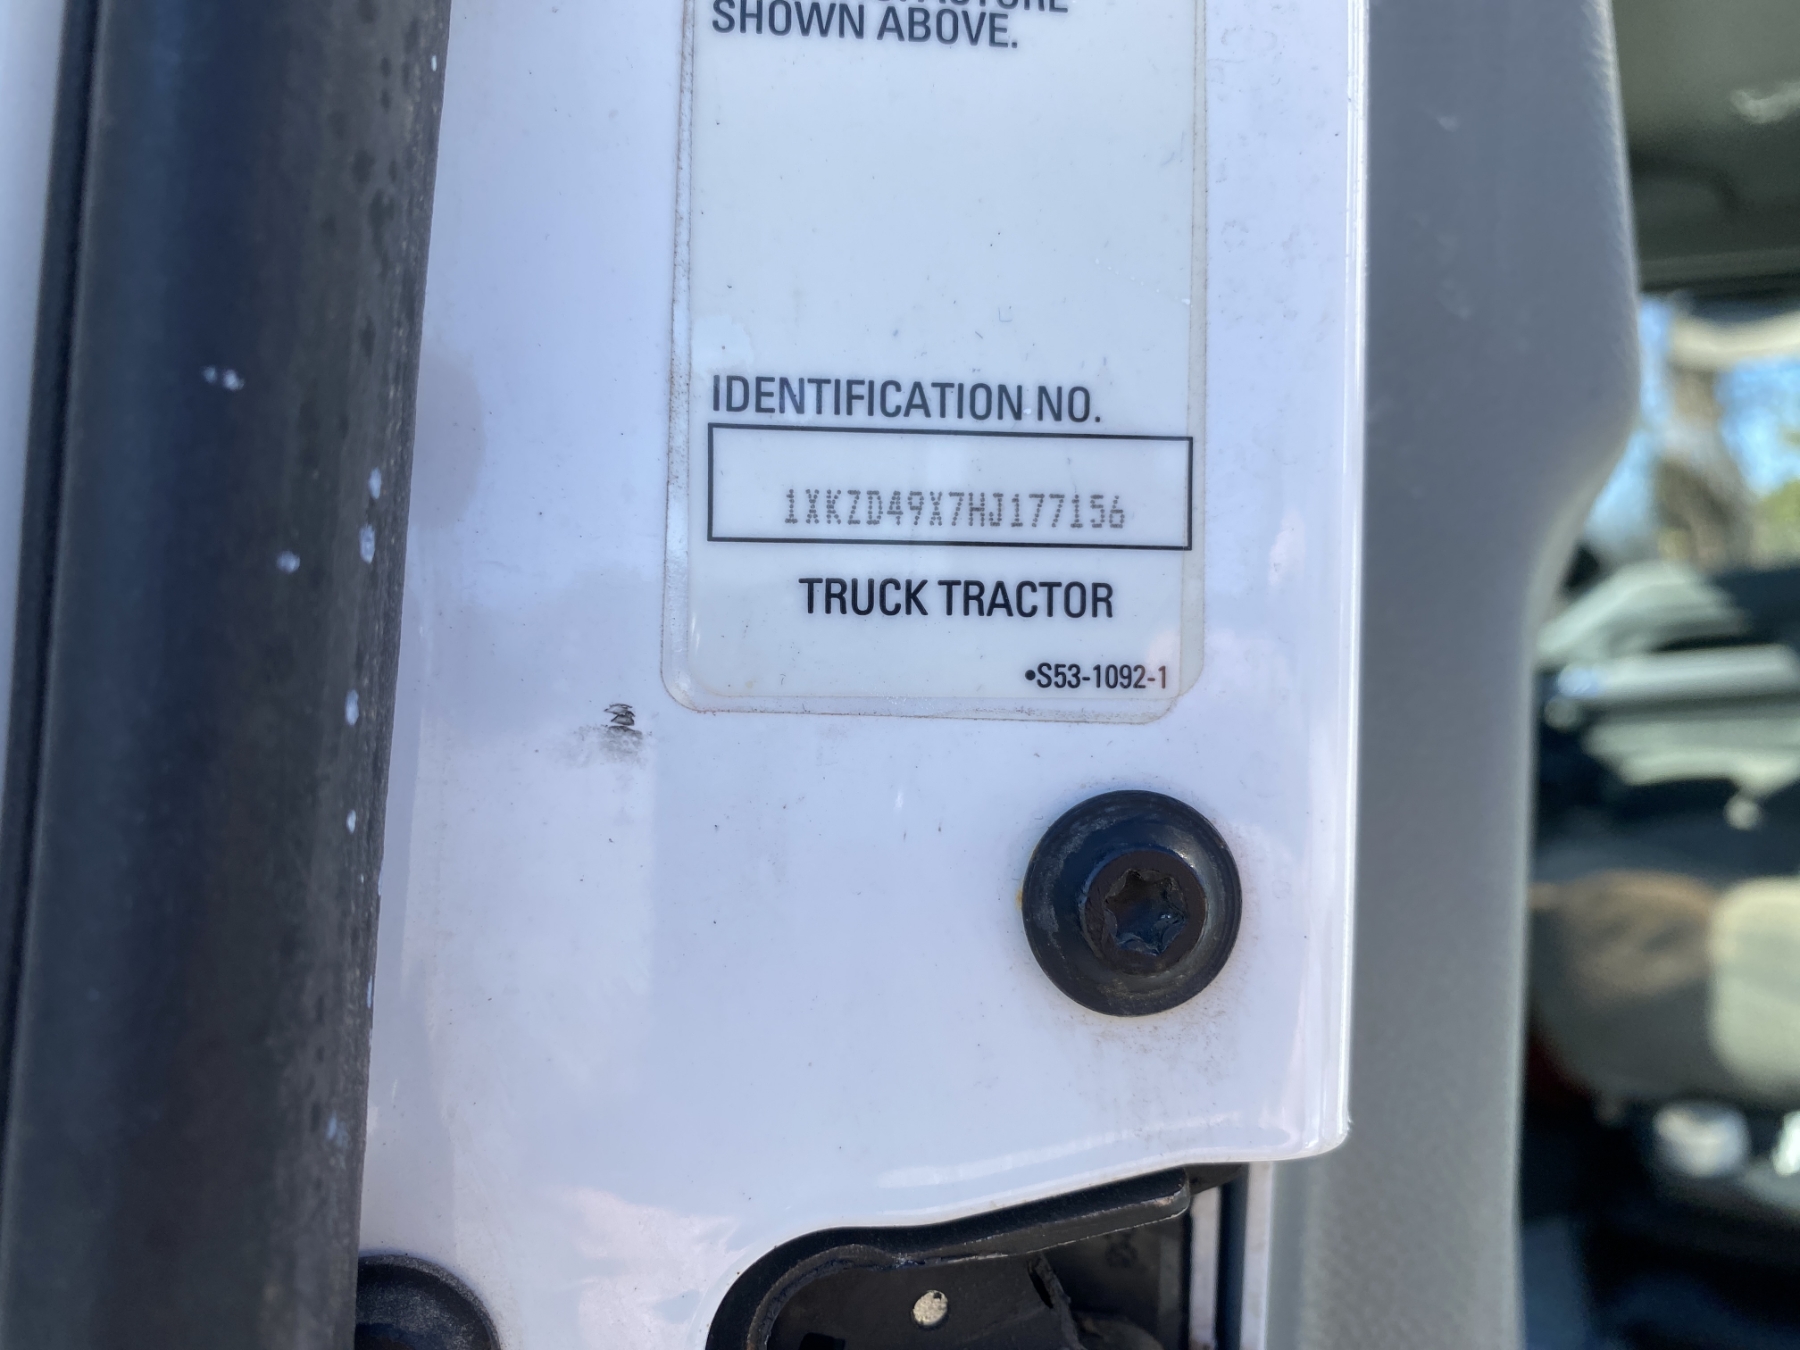 SHOWN ABOVE.
IDENTIFICATION NO.
1XKZD49X7HJ177156
TRUCK TRACTOR
•S53-1092-1